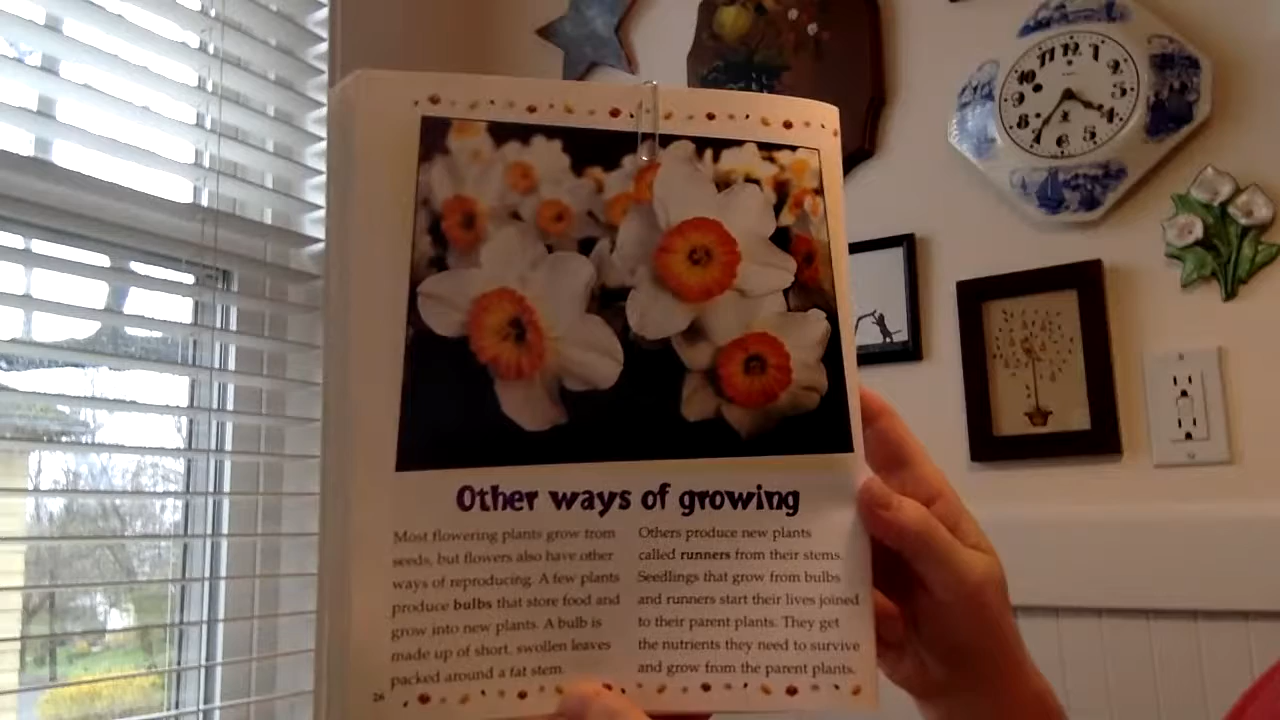 Other ways of growing
Most flowering plants grow from
seeds, but flowers also have other
ways of reproducing. A few plants
produce bulbs that store food and
grow into new plants. A bulb is
made up of short, swollen leaves
packed around a fat stem.
Others produce new plants
called runners from their stems.
Seedlings that grow from bulbs
and runners start their lives joined
to their parent plants. They get
the nutrients they need to survive
and grow from the parent plants.
26